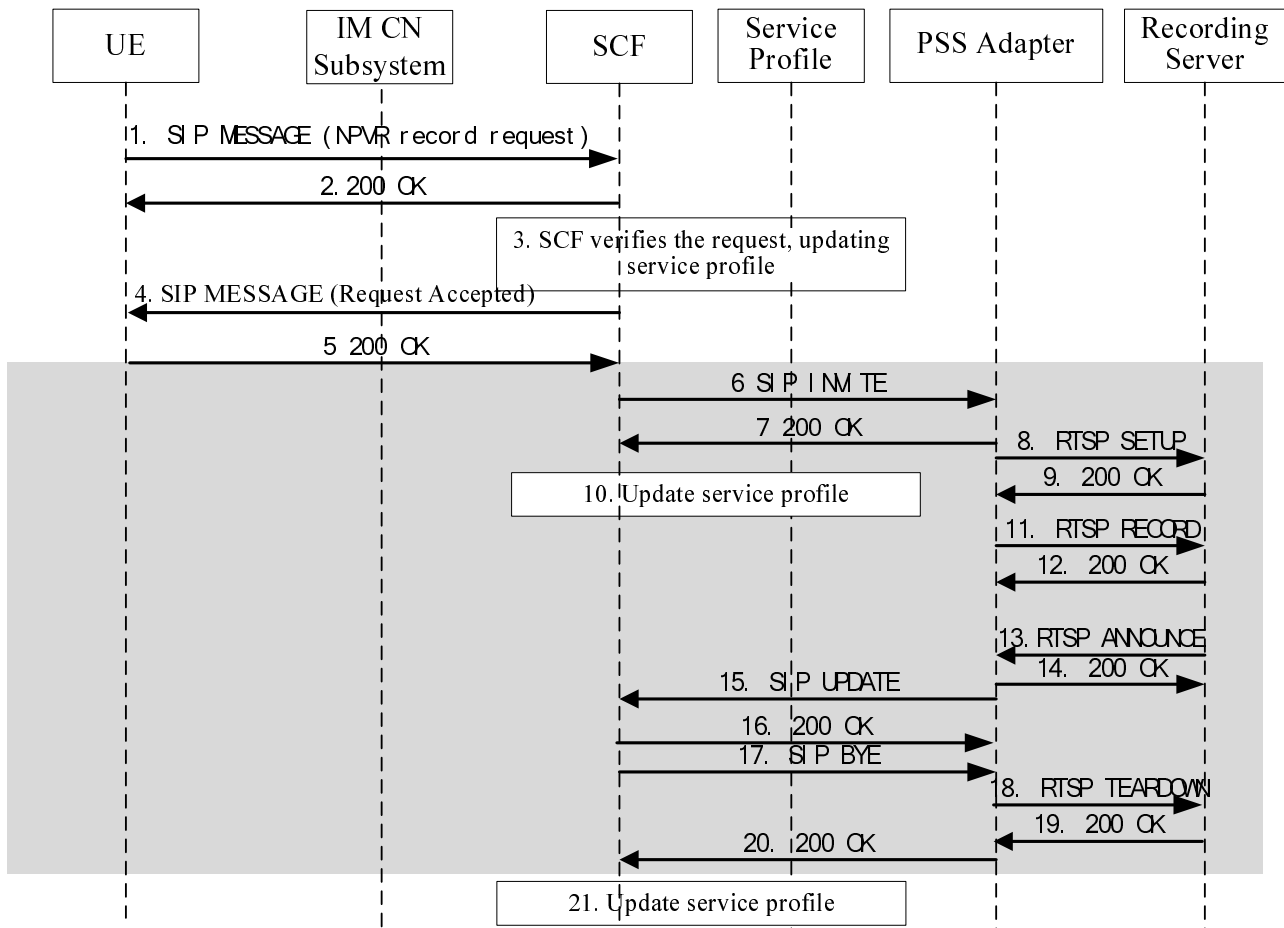 UE
IM CN
Subsystem
SCF
Service
Profile
PSS Adapter
Recording
Server
1. SIP MESSAGE (NPVR record request)
2. 200 OK
3. SCF verifies the request, updating
service profile
4. SIP MESSAGE (Request Accepted)
5 200 OK
6 SIP INVITE
7 200 OK
8. RTSP SETUP
9. 200 OK
10. Update service profile
11. RTSP RECORD
12. 200 OK
13. RTSP ANNOUNCE
14. 200 OK
15. SIP UPDATE
16. 200 OK
17. SIP BYE
18. RTSP TEARDOWN
19. 200 OK
20. 200 OK
21. Update service profile